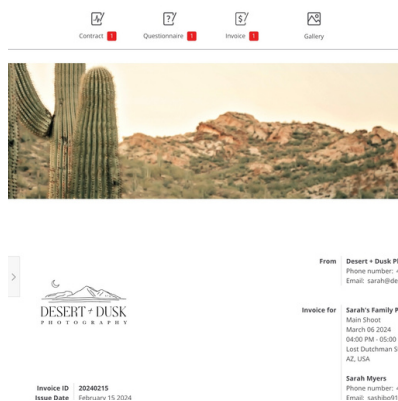 Contract 1 Questionnaire 1 Invoice 1 Gallery
From Desert + Dusk
Phone number:
Email: sarah@de
DESERT + DUSK
PHOTOGRAPHY
Invoice for Sarah's Family
Main Shoot
March 06 2024
04:00 PM - 05:00
Lost Dutchman S
AZ, USA
Sarah Myers
Invoice ID 20240215 Phone number:
Issue Date February 15 2024 Email: sashibo91